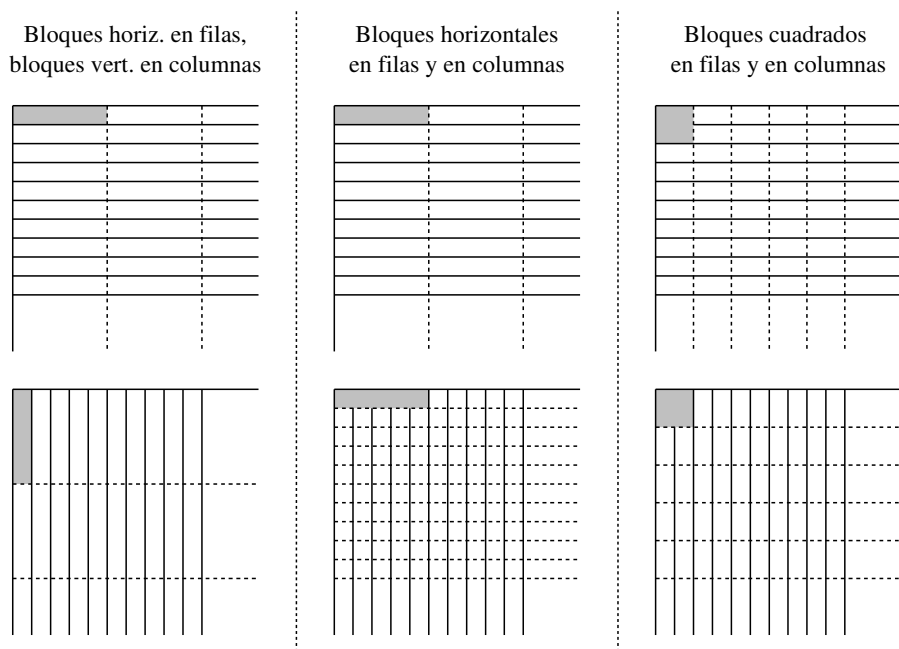 Bloques horiz. en filas,
bloques vert. en columnas
Bloques horizontales
en filas y en columnas
Bloques cuadrados
en filas y en columnas